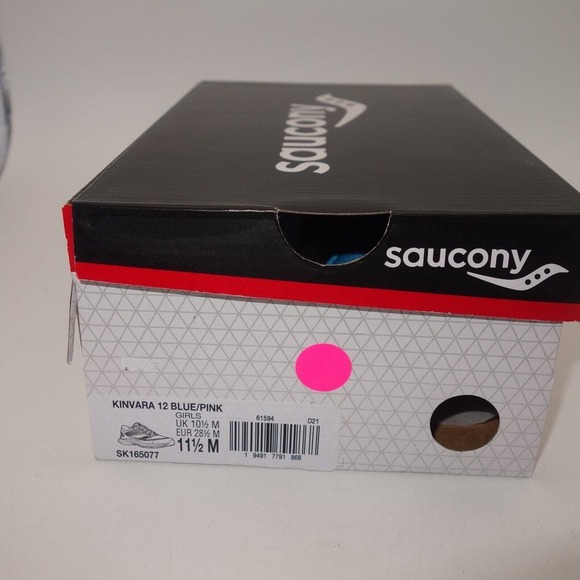 saucony
saucony
KINVARA 12 BLUE/PINK
GIRLS
UK 10½ M
EUR 28½ M
11½ M
SK165077
61594 D21
1 9491 7791 868